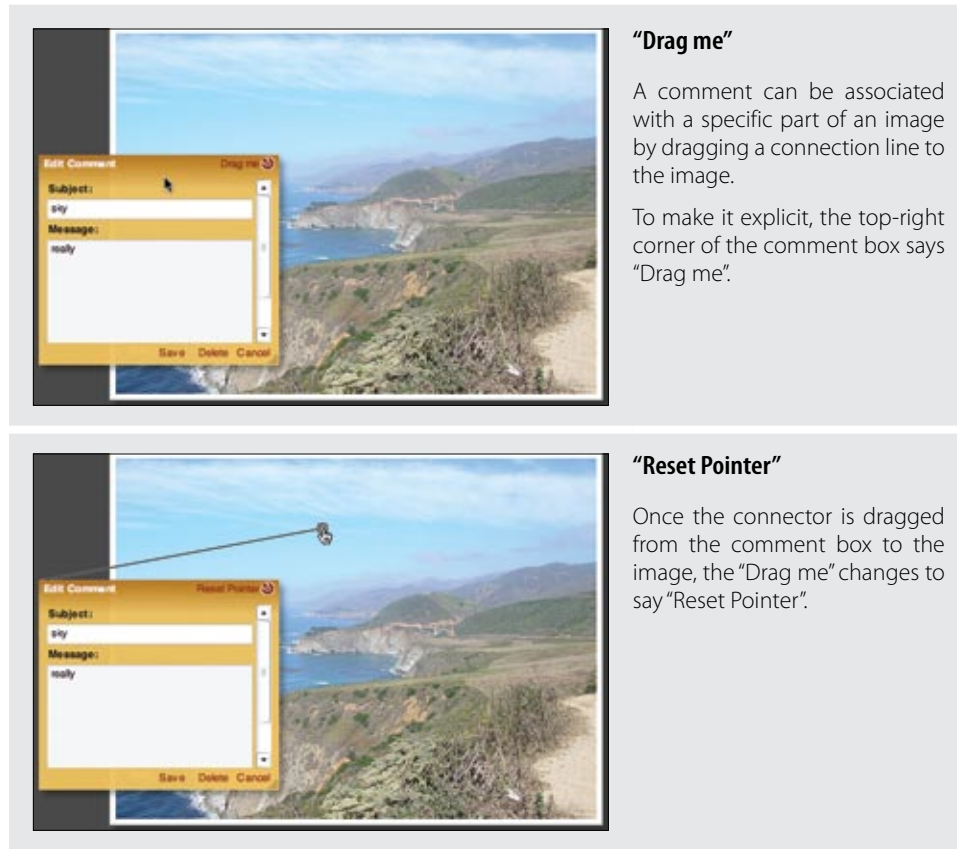 “Drag me”
A comment can be associated
with a specific part of an image
by dragging a connection line to
the image.
To make it explicit, the top-right
corner of the comment box says
“Drag me”.
Edit Comment Drag me
Subject:
sky
Message:
really
Save Delete Cancel
“Reset Pointer”
Once the connector is dragged
from the comment box to the
image, the “Drag me” changes to
say “Reset Pointer”.
Edit Comment Reset Pointer
Subject:
sky
Message:
really
Save Delete Cancel